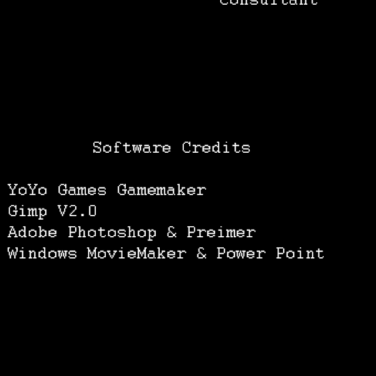 Consultant
Software Credits
YoYo Games Gamemaker
Gimp V2.0
Adobe Photoshop & Preimer
Windows MovieMaker & Power Point